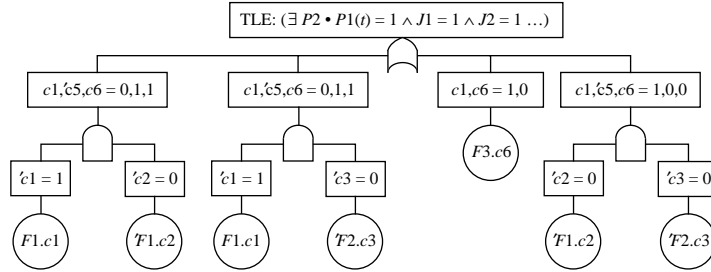 TLE: (∃ P2 • P1(t) = 1 ∧ J1 = 1 ∧ J2 = 1 ...)
c1,′c5,c6 = 0,1,1
c1,′c5,c6 = 0,1,1
c1,c6 = 1,0
c1,′c5,c6 = 1,0,0
F3.c6
′c1 = 1
′c2 = 0
′c1 = 1
′c3 = 0
′c2 = 0
′c3 = 0
F1.c1
′F1.c2
F1.c1
′F2.c3
′F1.c2
′F2.c3